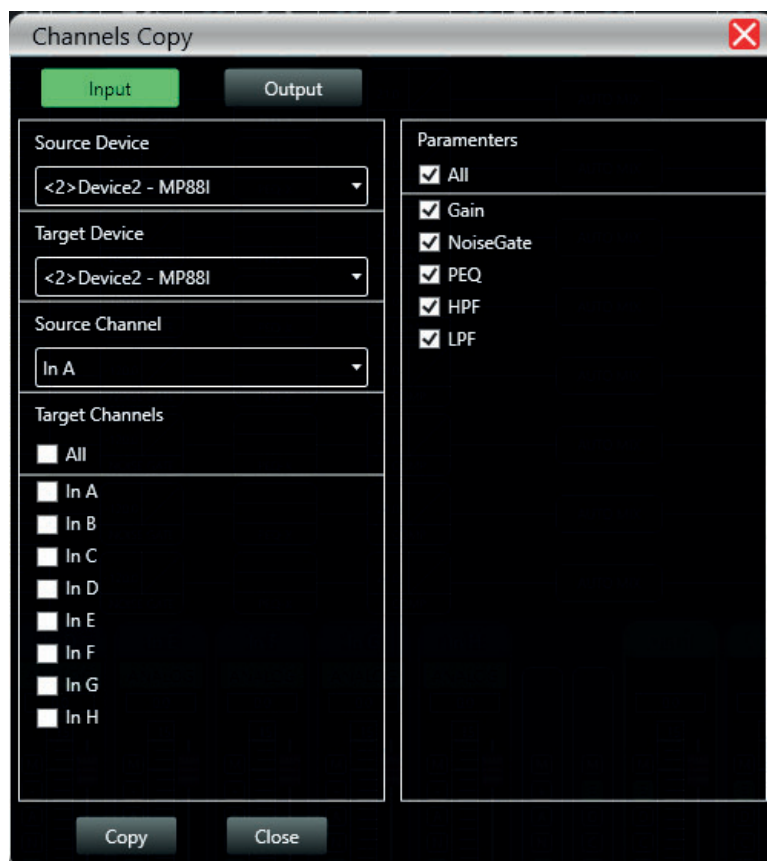 Channels Copy
Input
Output
Source Device
<2>Device2 - MP88I
Target Device
<2>Device2 - MP88I
Source Channel
In A
Target Channels
All
In A
In B
In C
In D
In E
In F
In G
In H
Paramenters
All
Gain
NoiseGate
PEQ
HPF
LPF
Copy
Close